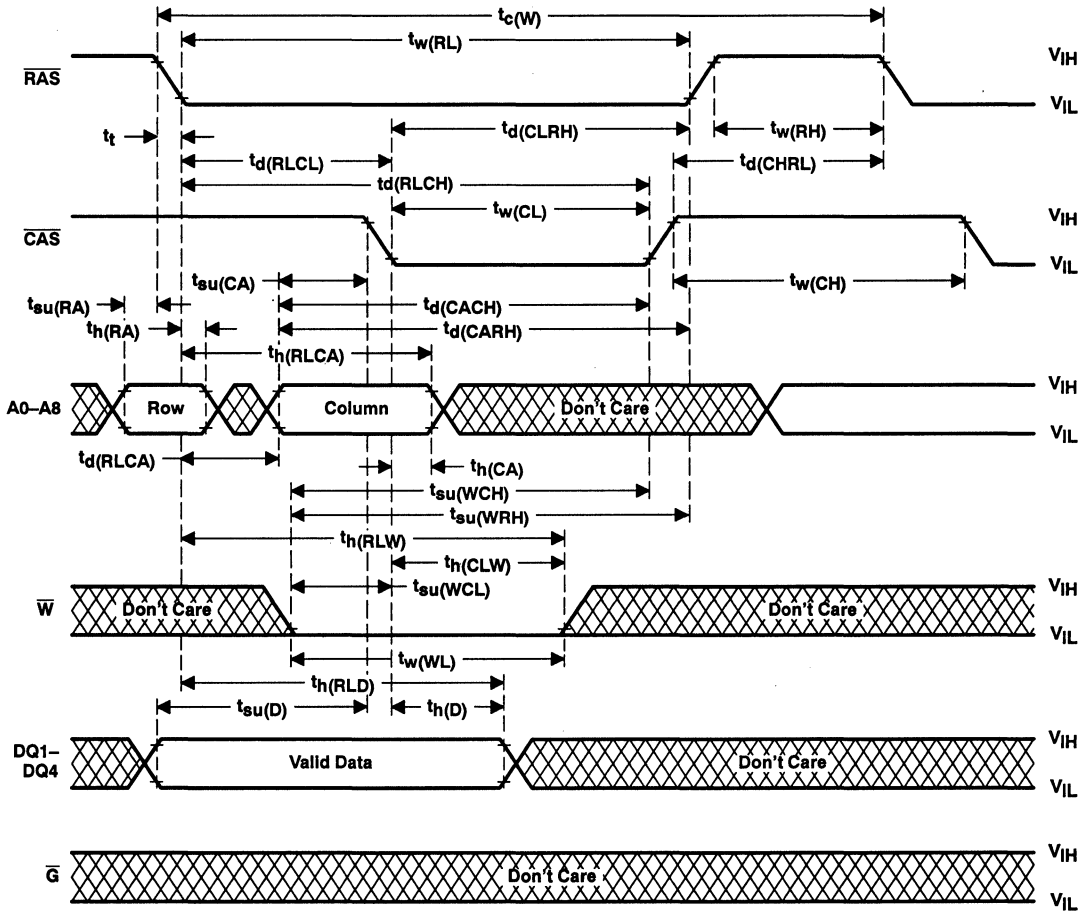 tc(W)
tw(RL)
RAS
VIH
VIL
tt
td(CLRH)
tw(RH)
td(RLCL)
td(CHRL)
td(RLCH)
tw(CL)
CAS
VIH
VIL
tsu(CA)
tw(CH)
tsu(RA)
td(CACH)
th(RA)
td(CARH)
th(RLCA)
A0–A8
Row
Column
Don't Care
VIH
VIL
td(RLCA)
th(CA)
tsu(WCH)
tsu(WRH)
th(RLW)
th(CLW)
tsu(WCL)
W
Don't Care
Don't Care
VIH
VIL
tw(WL)
th(RLD)
tsu(D)
th(D)
DQ1–
DQ4
Valid Data
Don't Care
VIH
VIL
G
Don't Care
VIH
VIL